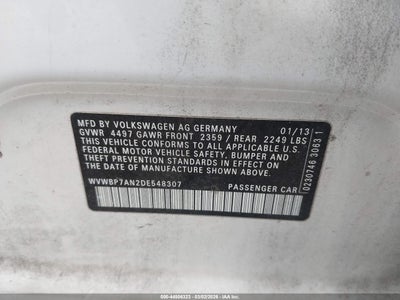 MFD BY VOLKSWAGEN AG GERMANY 01/13
GVWR 4497 GAWR FRONT 2359 / REAR 2249 LBS
THIS VEHICLE CONFORMS TO ALL APPLICABLE U.S.
FEDERAL MOTOR VEHICLE SAFETY, BUMPER, AND
THEFT PREVENTION STANDARDS IN EFFECT ON THE
DATE OF MANUFACTURE SHOWN ABOVE.
WVWBP7AN2DE548307 PASSENGER CAR
0230746 30631